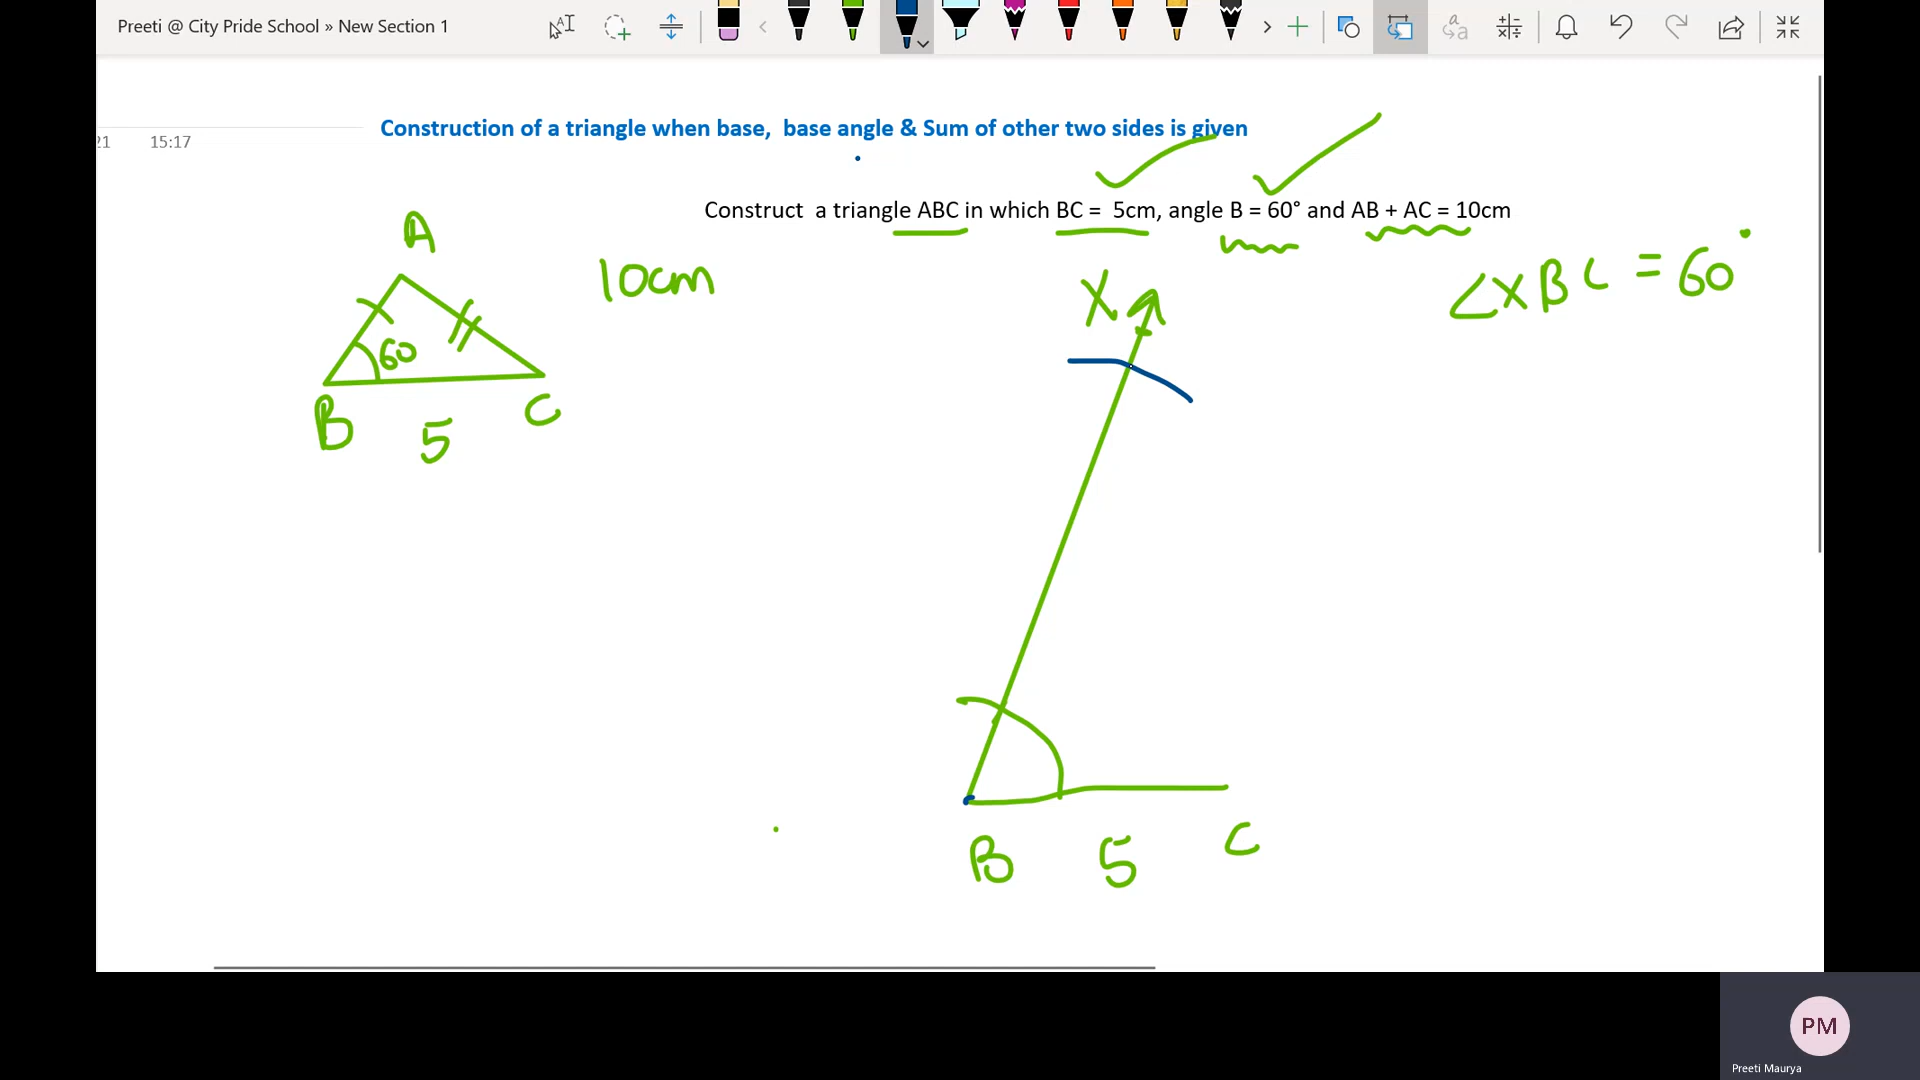 Preeti @ City Pride School » New Section 1
21 15:17
Construction of a triangle when base, base angle & Sum of other two sides is given
Construct a triangle ABC in which BC = 5cm, angle B = 60° and AB + AC = 10cm
A
10cm
∠XBC = 60°
X
60
B 5 C
B 5 C
PM
Preeti Maurya